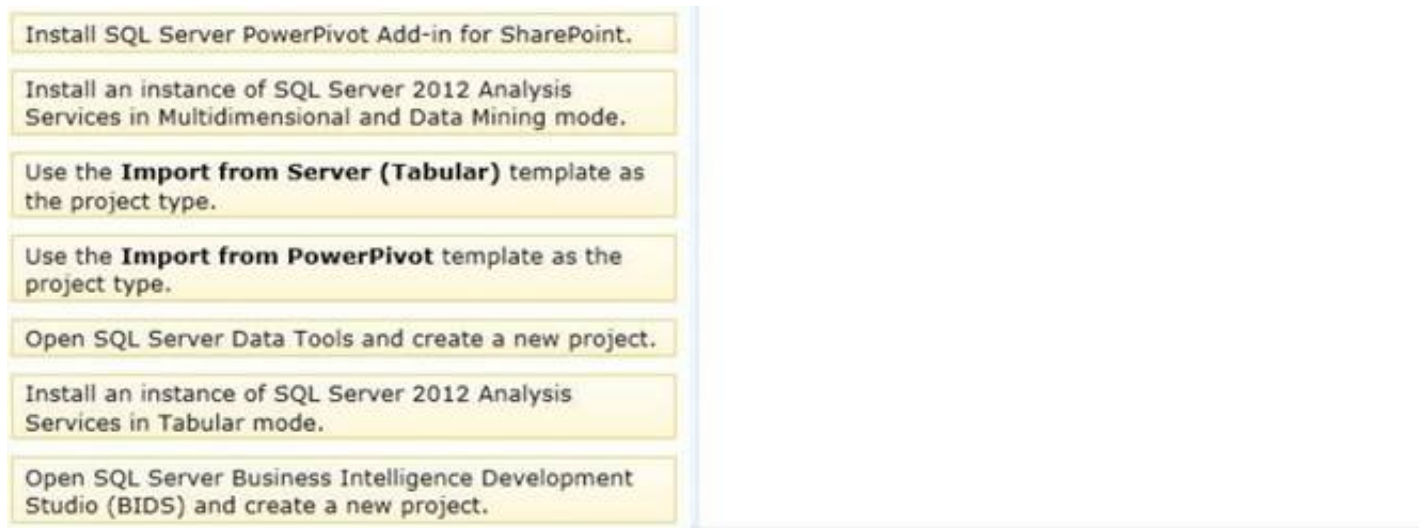 Install SQL Server PowerPivot Add-in for SharePoint.
Install an instance of SQL Server 2012 Analysis
Services in Multidimensional and Data Mining mode.
Use the Import from Server (Tabular) template as
the project type.
Use the Import from PowerPivot template as the
project type.
Open SQL Server Data Tools and create a new project.
Install an instance of SQL Server 2012 Analysis
Services in Tabular mode.
Open SQL Server Business Intelligence Development
Studio (BIDS) and create a new project.